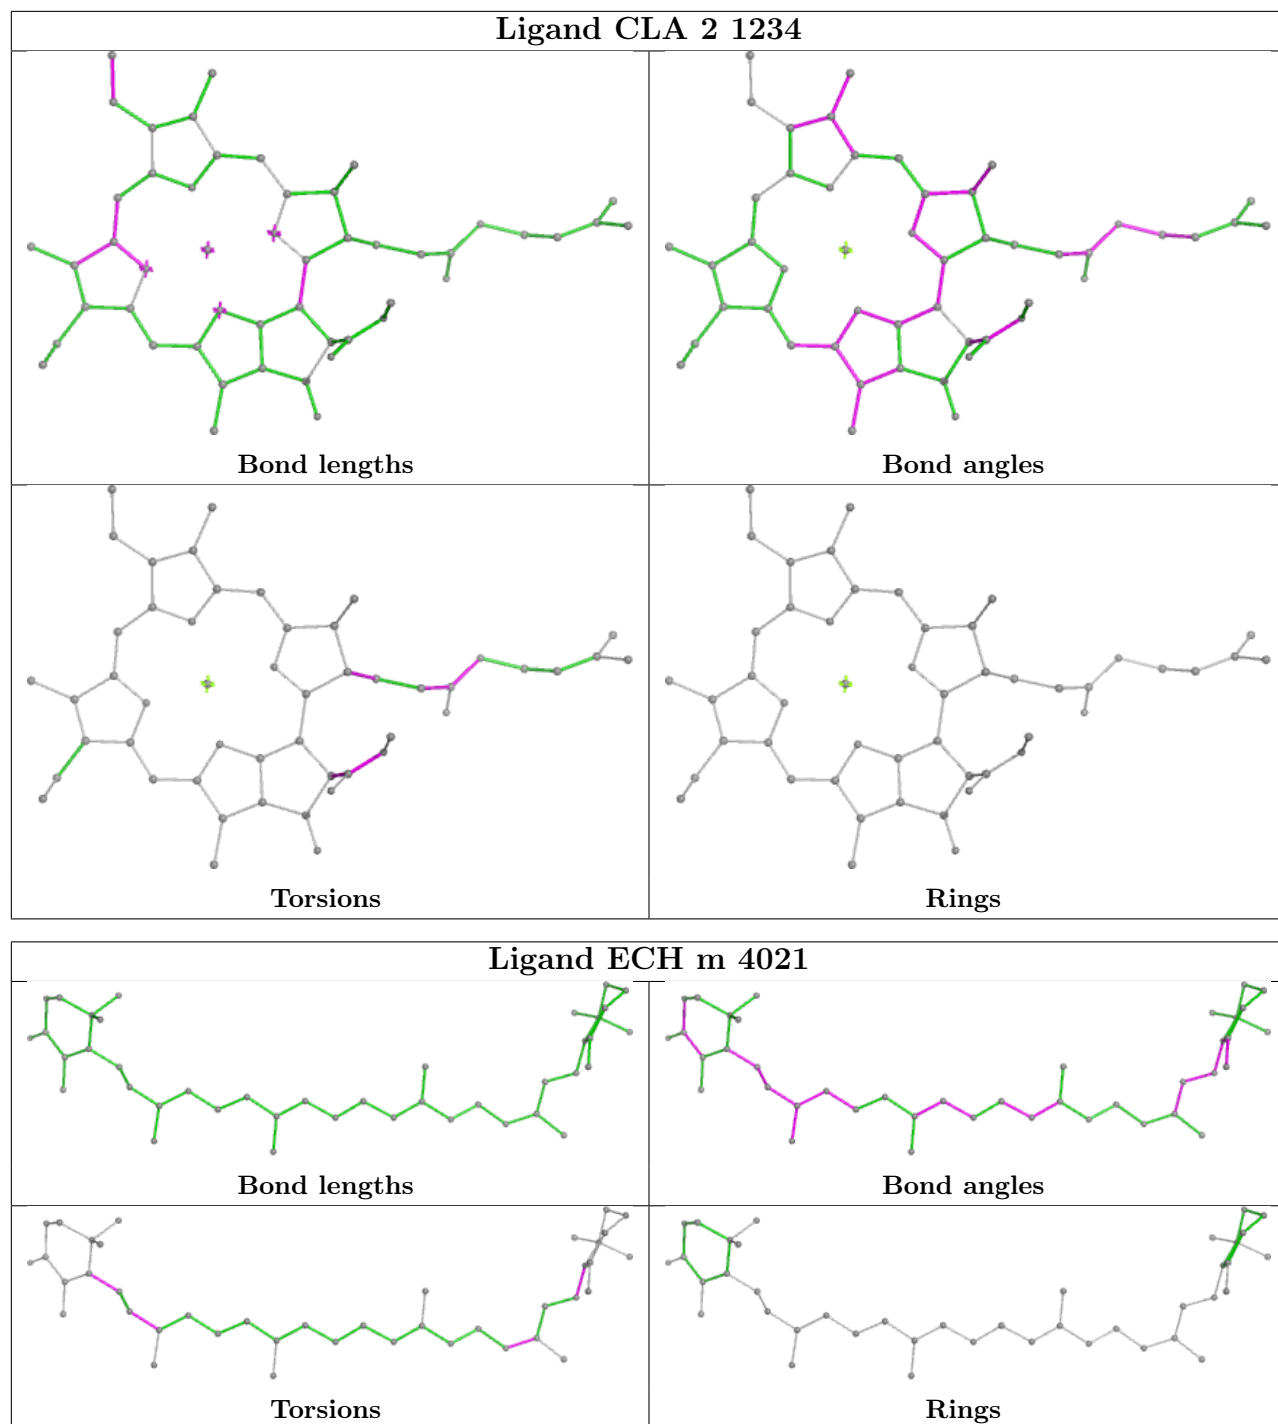 Ligand CLA 2 1234
Bond lengths
Bond angles
Torsions
Rings
Ligand ECH m 4021
Bond lengths
Bond angles
Torsions
Rings